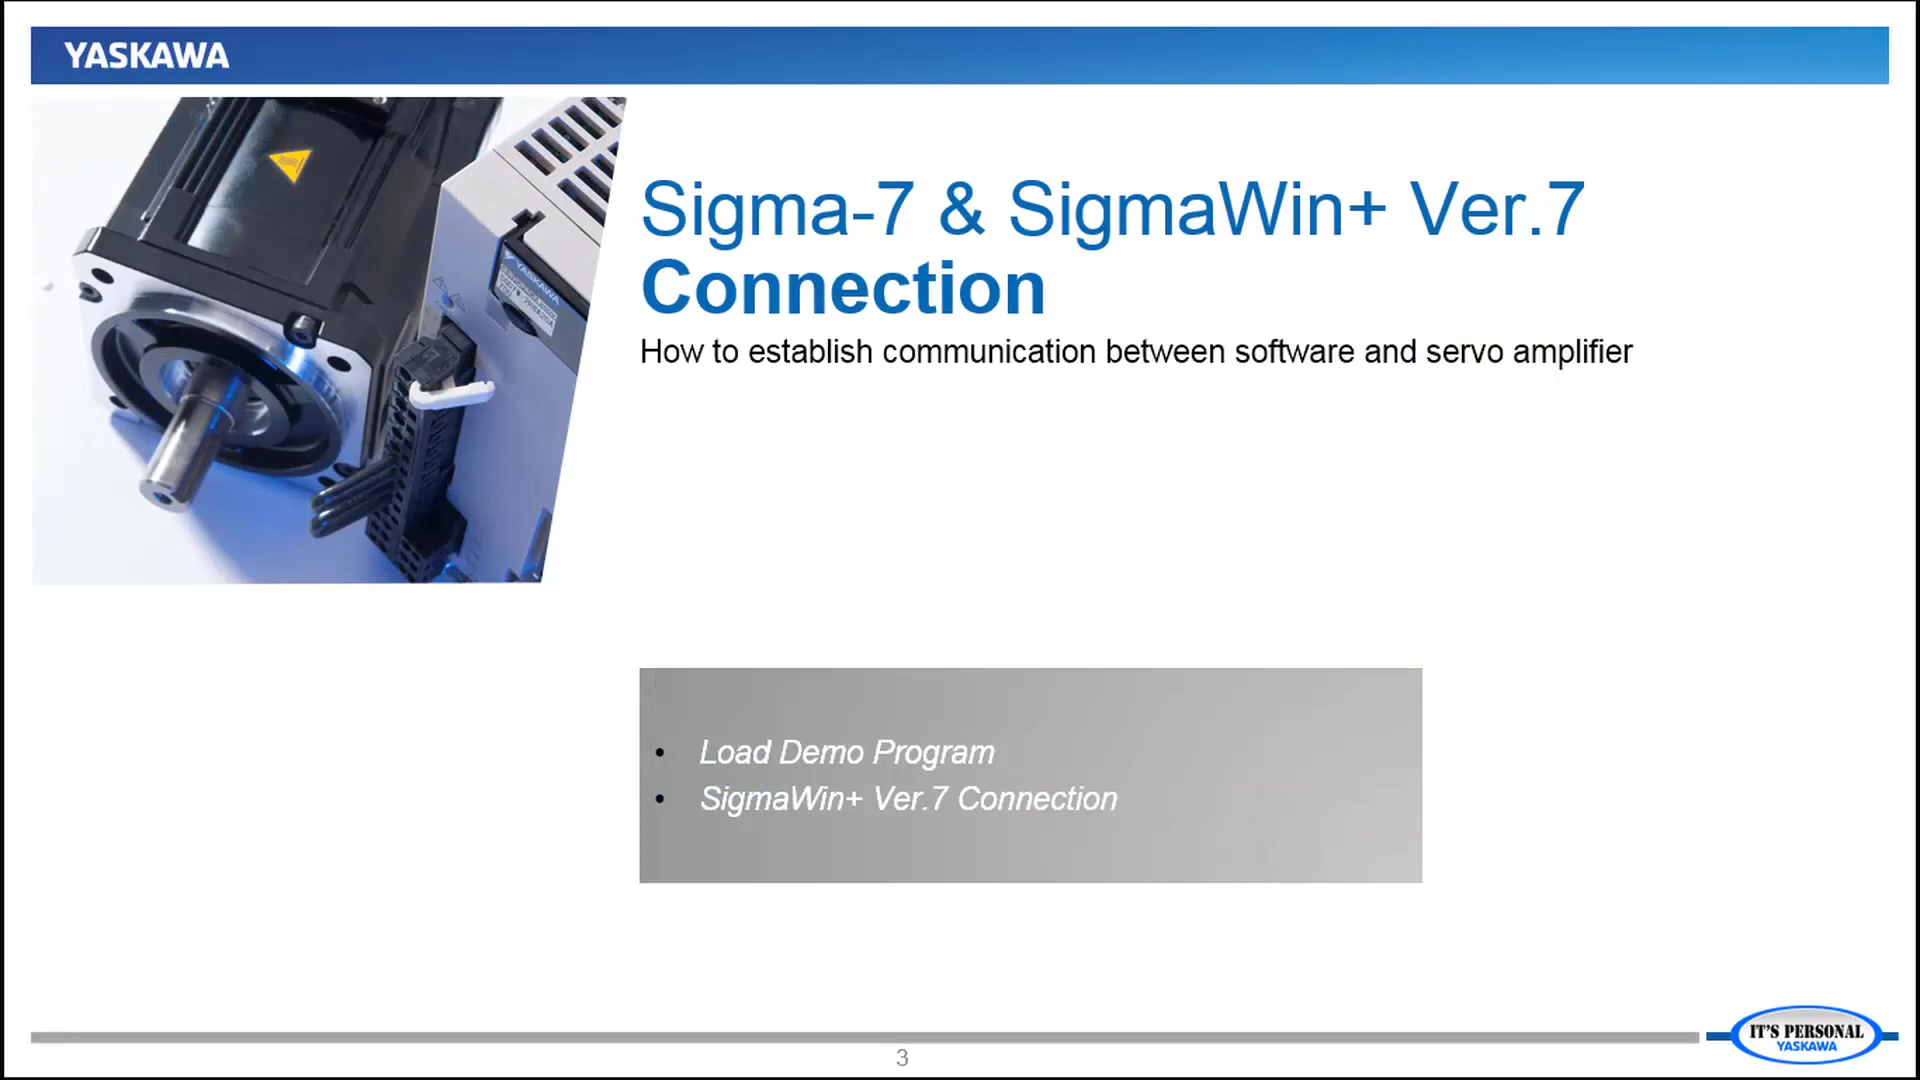 YASKAWA
Sigma-7 & SigmaWin+ Ver.7
Connection
How to establish communication between software and servo amplifier
YASKAWA
• Load Demo Program
• SigmaWin+ Ver.7 Connection
3
IT'S PERSONAL
YASKAWA